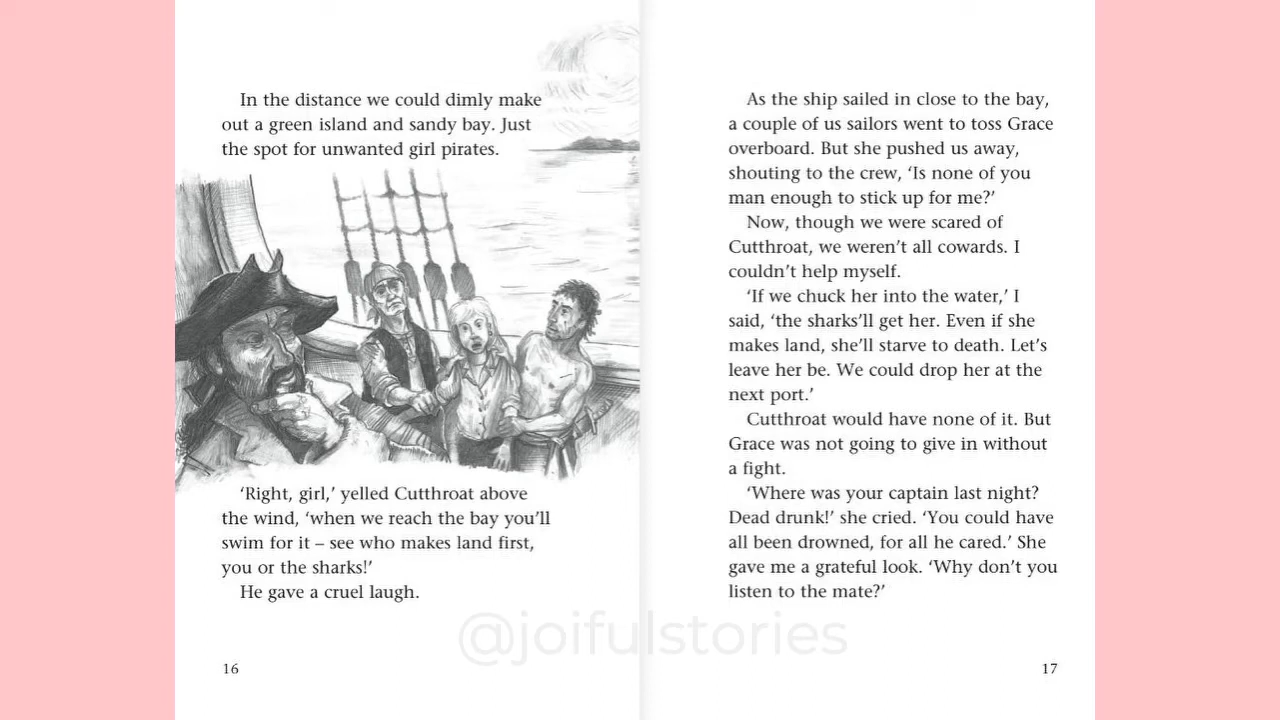 In the distance we could dimly make
out a green island and sandy bay. Just
the spot for unwanted girl pirates.
‘Right, girl,’ yelled Cutthroat above
the wind, ‘when we reach the bay you’ll
swim for it – see who makes land first,
you or the sharks!’
He gave a cruel laugh.
16
As the ship sailed in close to the bay,
a couple of us sailors went to toss Grace
overboard. But she pushed us away,
shouting to the crew, ‘Is none of you
man enough to stick up for me?’
Now, though we were scared of
Cutthroat, we weren’t all cowards. I
couldn’t help myself.
‘If we chuck her into the water,’ I
said, ‘the sharks’ll get her. Even if she
makes land, she’ll starve to death. Let’s
leave her be. We could drop her at the
next port.’
Cutthroat would have none of it. But
Grace was not going to give in without
a fight.
‘Where was your captain last night?
Dead drunk!’ she cried. ‘You could have
all been drowned, for all he cared.’ She
gave me a grateful look. ‘Why don’t you
listen to the mate?’
17
@joifulstories